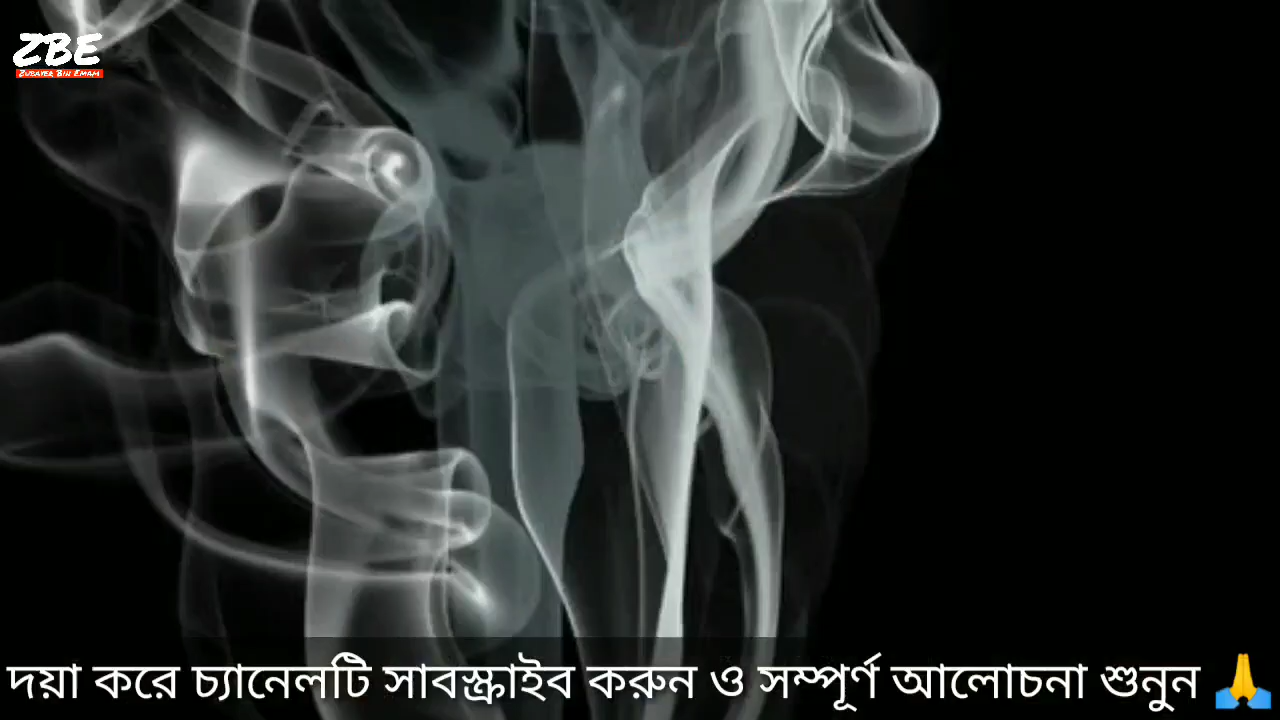 ZBE
Zubayer Bin Emam
দয়া করে চ্যানেলটি সাবস্ক্রাইব করুন ও সম্পূর্ণ আলোচনা শুনুন 🙏